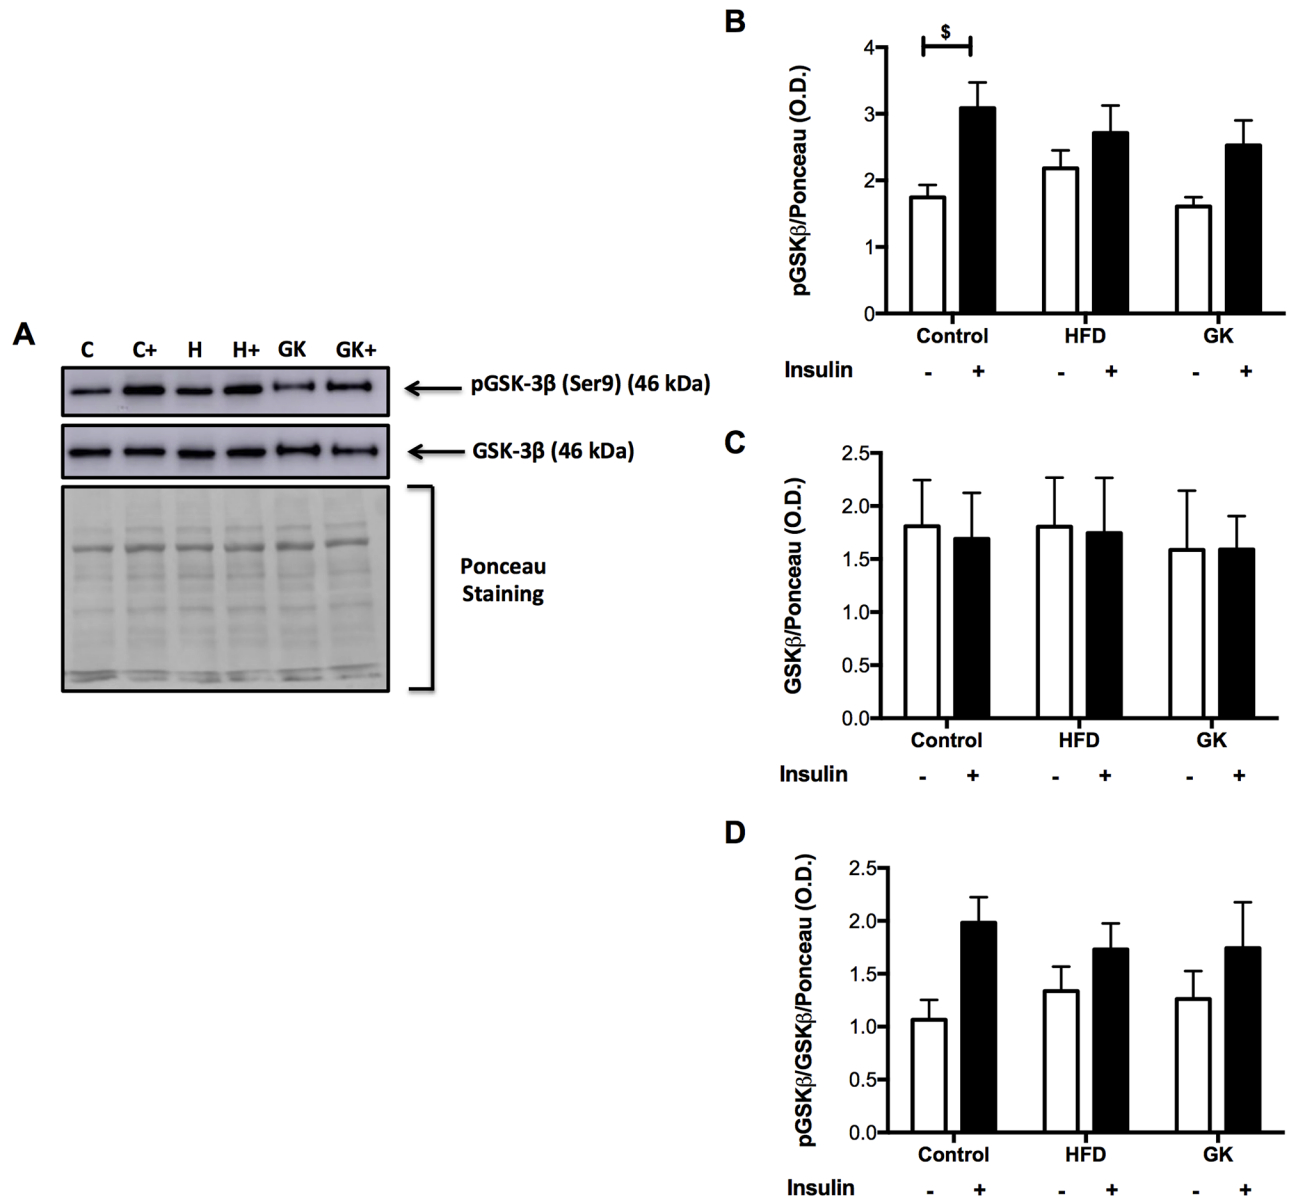 A
C C+ H H+ GK GK+
pGSK-3β (Ser9) (46 kDa)
GSK-3β (46 kDa)
Ponceau
Staining
B
pGSKβ/Ponceau (O.D.)
$
4
3
2
1
0
Control HFD GK
Insulin - + - + - +
C
GSKβ/Ponceau (O.D.)
2.5
2.0
1.5
1.0
0.5
0.0
Control HFD GK
Insulin - + - + - +
D
pGSKβ/GSKβ/Ponceau (O.D.)
2.5
2.0
1.5
1.0
0.5
0.0
Control HFD GK
Insulin - + - + - +